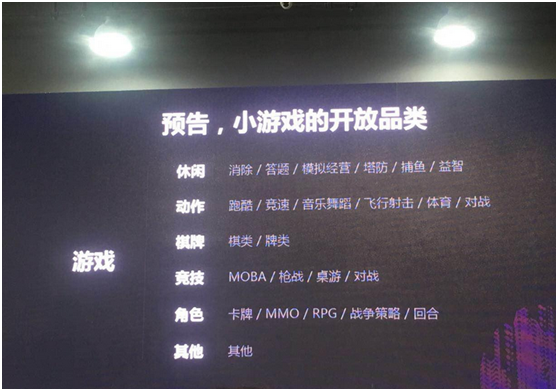 预告，小游戏的开放品类
休闲 消除 / 答题 / 模拟经营 / 塔防 / 捕鱼 / 益智
动作 跑酷 / 竞速 / 音乐舞蹈 / 飞行射击 / 体育 / 对战
棋牌 棋类 / 牌类
游戏
竞技 MOBA / 枪战 / 桌游 / 对战
角色 卡牌 / MMO / RPG / 战争策略 / 回合
其他 其他